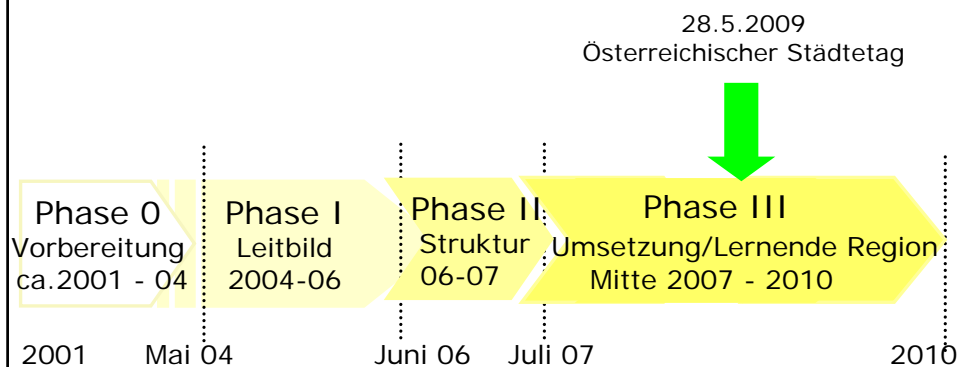 28.5.2009
Österreichischer Städtetag
Phase 0
Vorbereitung
ca.2001 - 04
Phase I
Leitbild
2004-06
Phase II
Struktur
06-07
Phase III
Umsetzung/Lernende Region
Mitte 2007 - 2010
2001
Mai 04
Juni 06
Juli 07
2010